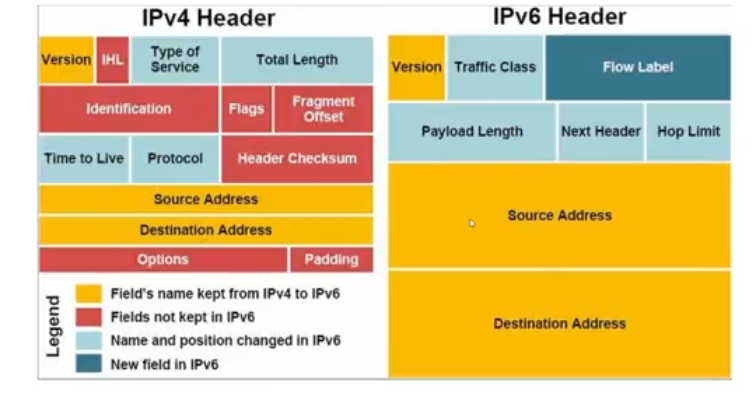 IPv4 Header
Version IHL Type of Service Total Length
Identification Flags Fragment Offset
Time to Live Protocol Header Checksum
Source Address
Destination Address
Options Padding
Legend
Field's name kept from IPv4 to IPv6
Fields not kept in IPv6
Name and position changed in IPv6
New field in IPv6
IPv6 Header
Version Traffic Class Flow Label
Payload Length Next Header Hop Limit
Source Address
Destination Address